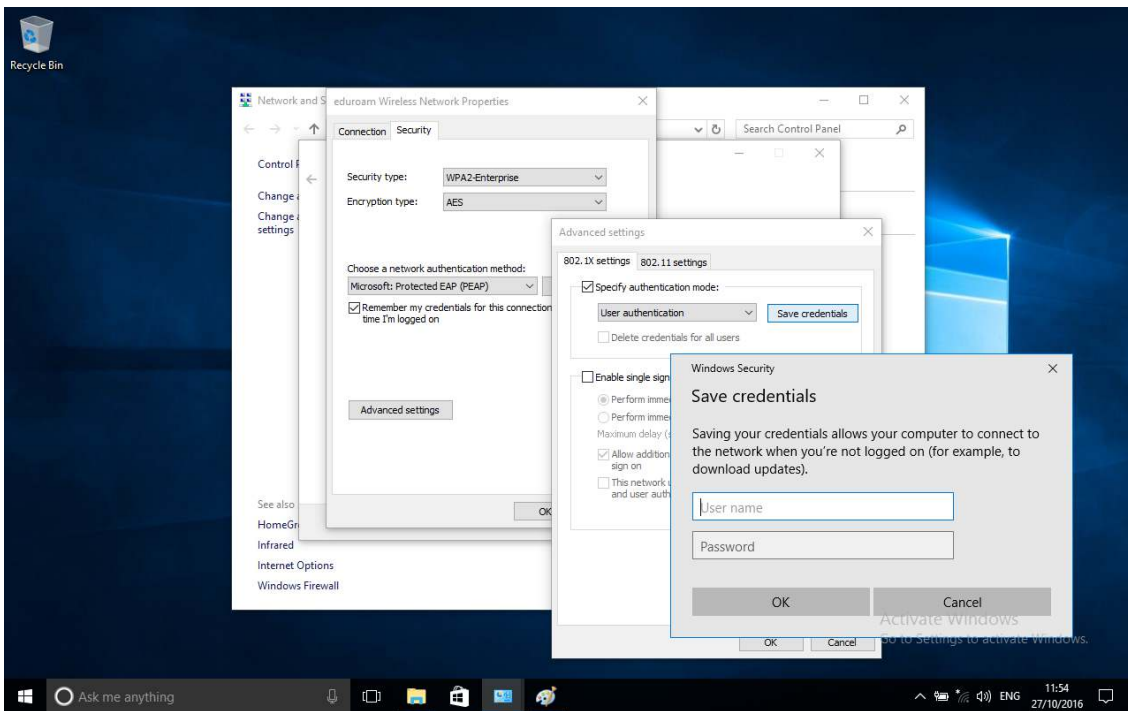 Recycle Bin
Network and S
eduroam Wireless Network Properties
Search Control Panel
Connection Security
Control P
Change a
Change a
settings
Security type: WPA2-Enterprise
Encryption type: AES
Choose a network authentication method:
Microsoft: Protected EAP (PEAP)
Remember my credentials for this connection
time I'm logged on
Advanced settings
OK
See also
HomeGr
Infrared
Internet Options
Windows Firewall
Advanced settings
802.1X settings 802.11 settings
Specify authentication mode:
User authentication Save credentials
Delete credentials for all users
Enable single sign
Perform imme
Perform imme
Maximum delay (s
Allow addition
sign on
This network u
and user auth
OK Cancel
Windows Security
Save credentials
Saving your credentials allows your computer to connect to
the network when you're not logged on (for example, to
download updates).
User name
Password
OK Cancel
Activate Windows
Go to Settings to activate Windows.
Ask me anything
ENG
11:54
27/10/2016